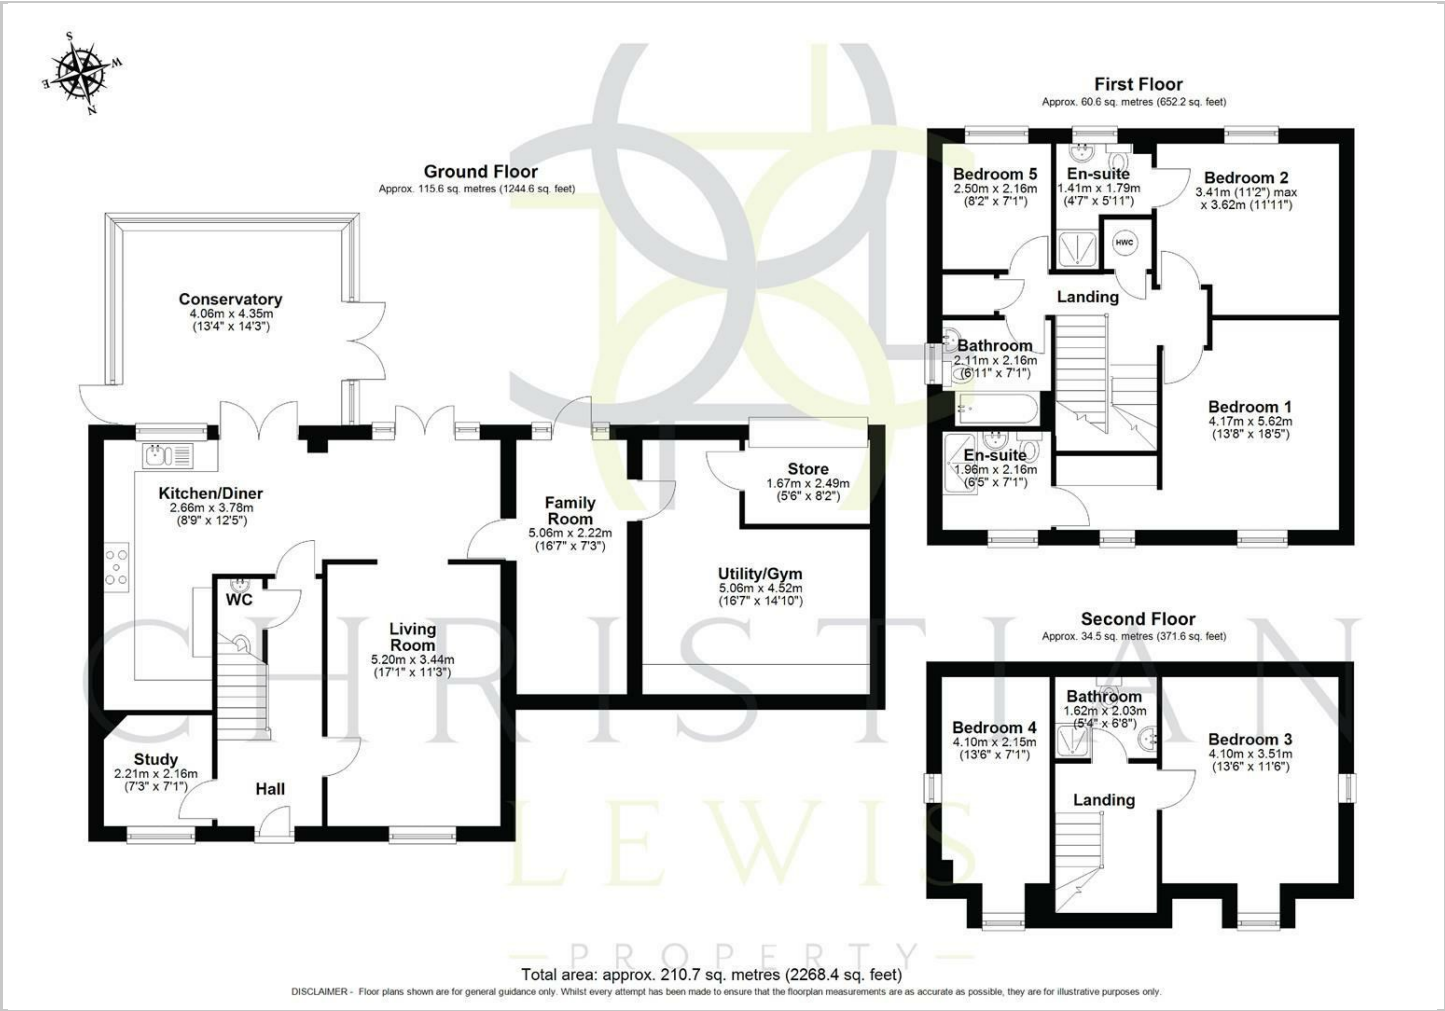 S
W
E
N
First Floor
Approx. 60.6 sq. metres (652.2 sq. feet)
Ground Floor
Approx. 115.6 sq. metres (1244.6 sq. feet)
Bedroom 5
2.50m x 2.16m
(8'2" x 7'1")
En-suite
1.41m x 1.79m
(4'7" x 5'11")
Bedroom 2
3.41m (11'2") max
x 3.62m (11'11")
HWC
Landing
Conservatory
4.06m x 4.35m
(13'4" x 14'3")
Bathroom
2.11m x 2.16m
(6'11" x 7'1")
Bedroom 1
4.17m x 5.62m
(13'8" x 18'5")
En-suite
1.96m x 2.16m
(6'5" x 7'1")
Kitchen/Diner
2.66m x 3.78m
(8'9" x 12'5")
Family
Room
5.06m x 2.22m
(16'7" x 7'3")
Store
1.67m x 2.49m
(5'6" x 8'2")
Utility/Gym
5.06m x 4.52m
(16'7" x 14'10")
WC
Living
Room
5.20m x 3.44m
(17'1" x 11'3")
Study
2.21m x 2.16m
(7'3" x 7'1")
Hall
Second Floor
Approx. 34.5 sq. metres (371.6 sq. feet)
Bedroom 4
4.10m x 2.15m
(13'6" x 7'1")
Bathroom
1.62m x 2.03m
(5'4" x 6'8")
Bedroom 3
4.10m x 3.51m
(13'6" x 11'6")
Landing
CHRISTIAN
LEWIS
PROPERTY
Total area: approx. 210.7 sq. metres (2268.4 sq. feet)
DISCLAIMER - Floor plans shown are for general guidance only. Whilst every attempt has been made to ensure that the floorplan measurements are as accurate as possible, they are for illustrative purposes only.